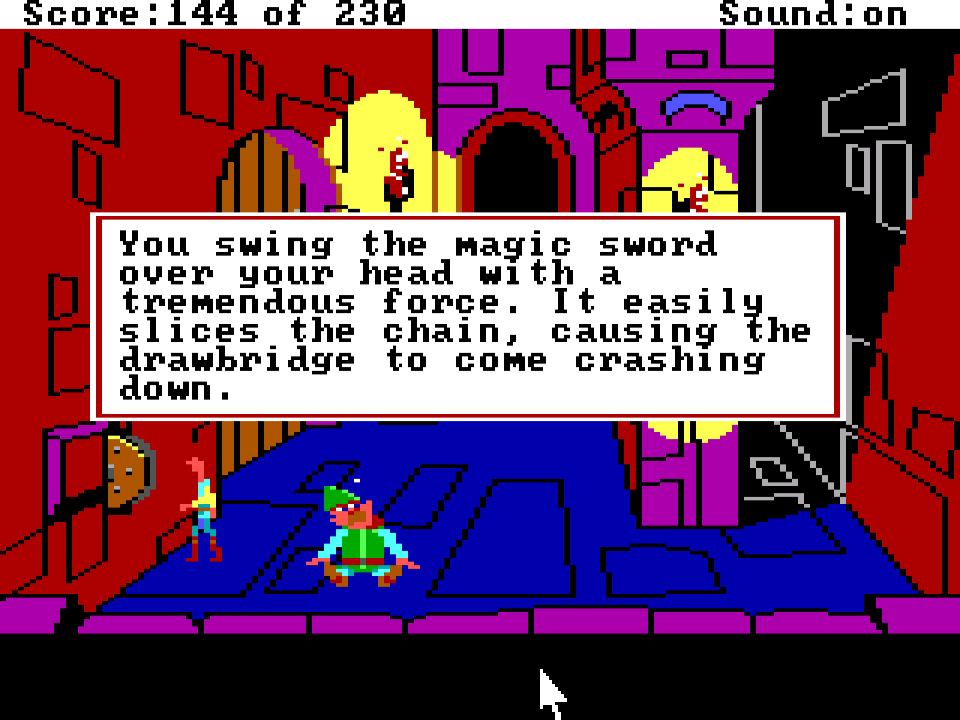 Score:144 of 230 Sound:on
You swing the magic sword
over your head with a
tremendous force. It easily
slices the chain, causing the
drawbridge to come crashing
down.